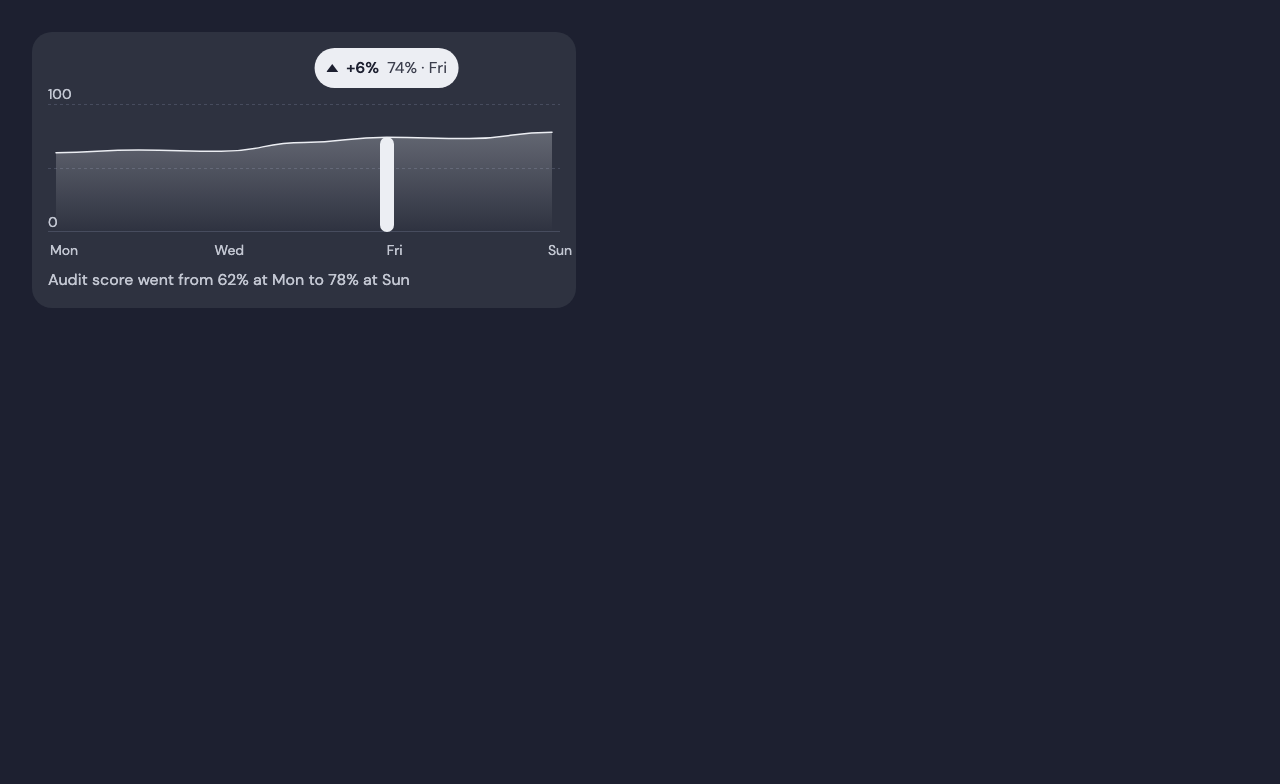 +6% 74% · Fri
100
0
Mon Wed Fri Sun
Audit score went from 62% at Mon to 78% at Sun